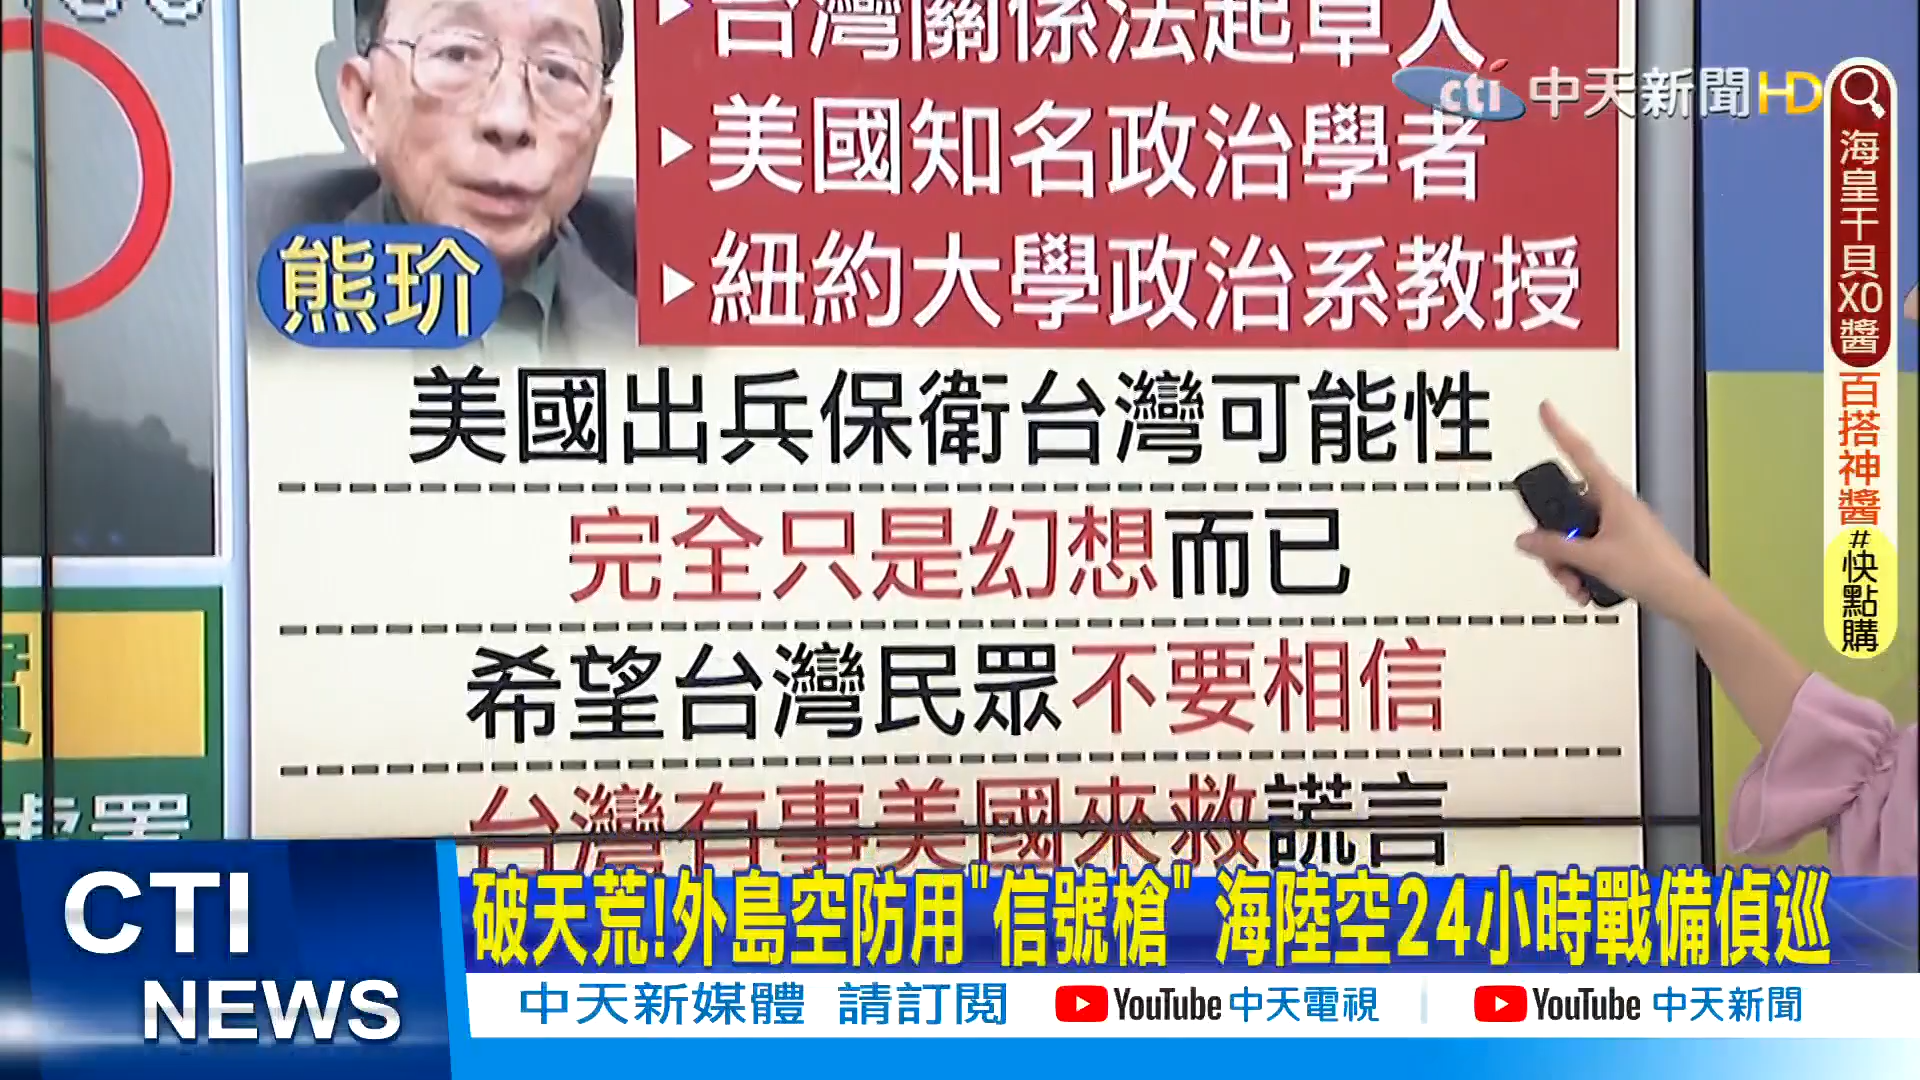 台灣關係法起草人
cti 中天新聞HD
美國知名政治學者
紐約大學政治系教授
熊玠
美國出兵保衛台灣可能性
完全只是幻想而已
希望台灣民眾不要相信
台灣有事美國來救謊言
海皇干貝XO醬
百搭神醬
#快點購
CTI
NEWS
破天荒!外島空防用"信號槍" 海陸空24小時戰備偵巡
中天新媒體 請訂閱 YouTube 中天電視 YouTube 中天新聞